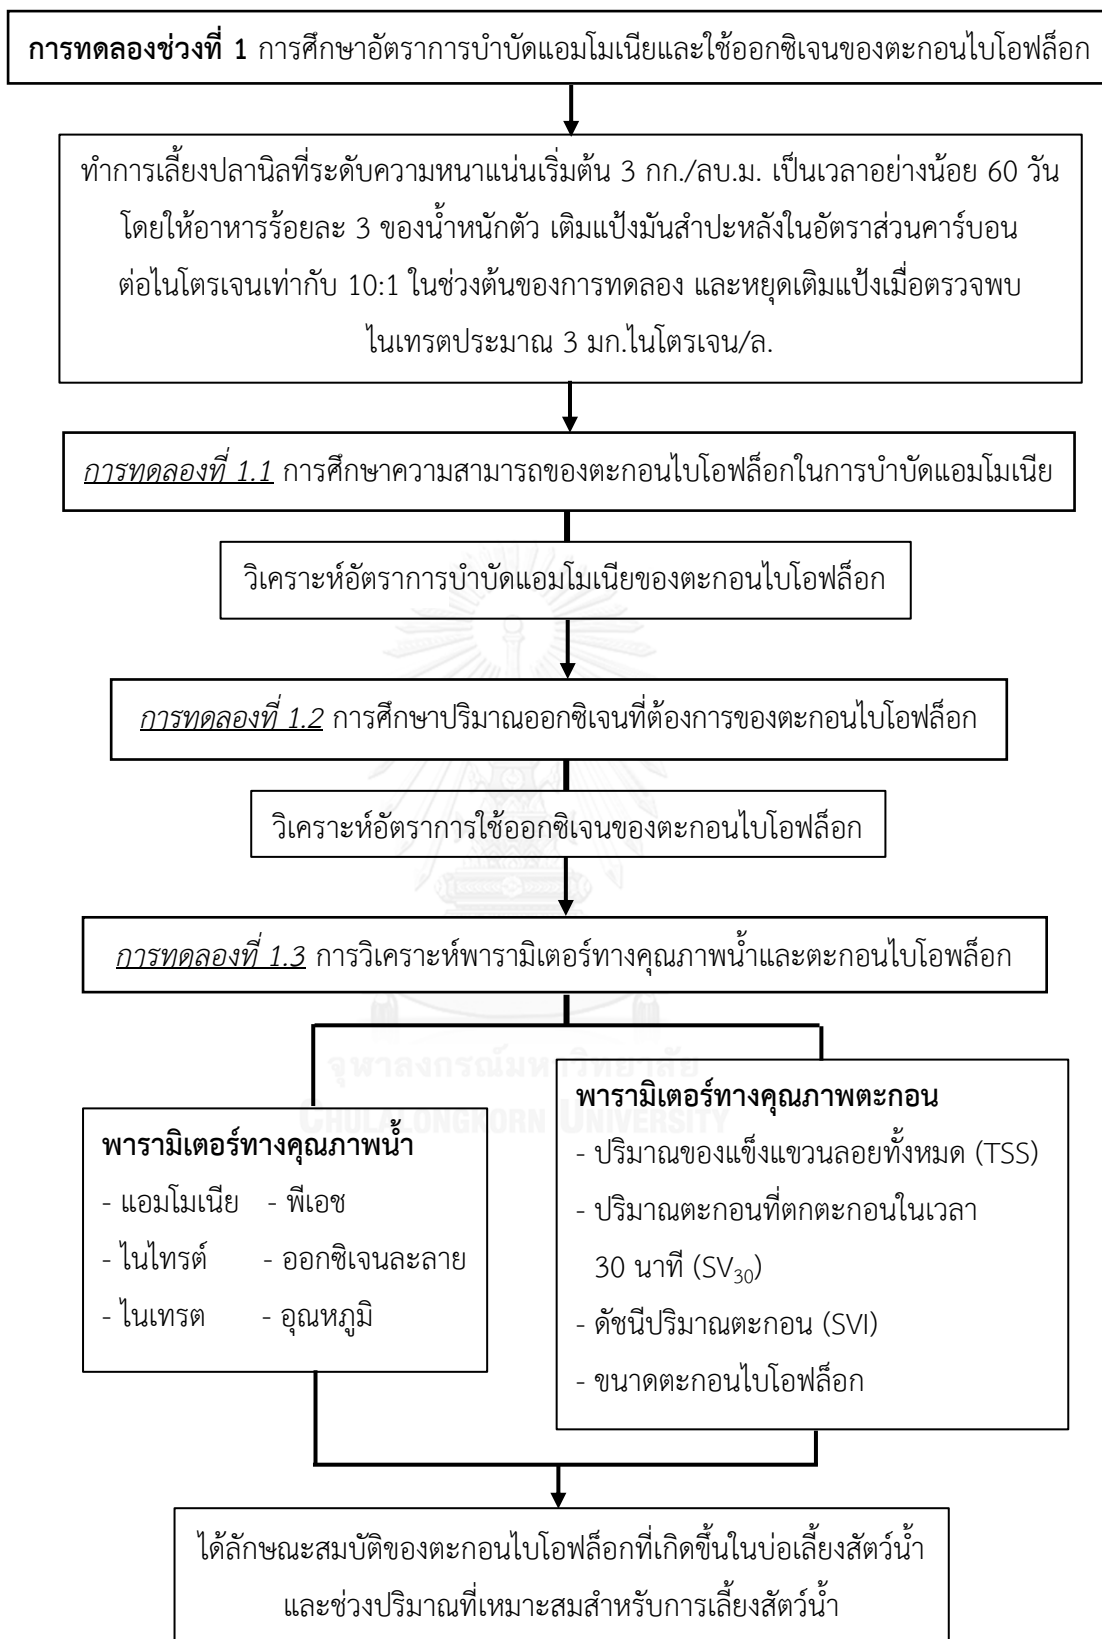 การทดลองช่วงที่ 1 การศึกษาอัตราการบำบัดแอมโมเนียและใช้ออกซิเจนของตะกอนไบโอฟล็อก
ทำการเลี้ยงปลานิลที่ระดับความหนาแน่นเริ่มต้น 3 กก./ลบ.ม. เป็นเวลาอย่างน้อย 60 วัน
โดยให้อาหารร้อยละ 3 ของน้ำหนักตัว เติมแป้งมันสำปะหลังในอัตราส่วนคาร์บอน
ต่อไนโตรเจนเท่ากับ 10:1 ในช่วงต้นของการทดลอง และหยุดเติมแป้งเมื่อตรวจพบ
ไนเทรตประมาณ 3 มก.ไนโตรเจน/ล.
การทดลองที่ 1.1 การศึกษาความสามารถของตะกอนไบโอฟล็อกในการบำบัดแอมโมเนีย
วิเคราะห์อัตราการบำบัดแอมโมเนียของตะกอนไบโอฟล็อก
การทดลองที่ 1.2 การศึกษาปริมาณออกซิเจนที่ต้องการของตะกอนไบโอฟล็อก
วิเคราะห์อัตราการใช้ออกซิเจนของตะกอนไบโอฟล็อก
การทดลองที่ 1.3 การวิเคราะห์พารามิเตอร์ทางคุณภาพน้ำและตะกอนไบโอพล็อก
จุฬาลงกรณ์มหาวิทยาลัย
CHULALONGKORN UNIVERSITY
พารามิเตอร์ทางคุณภาพน้ำ
- แอมโมเนีย - พีเอช
- ไนไทรต์ - ออกซิเจนละลาย
- ไนเทรต - อุณหภูมิ
พารามิเตอร์ทางคุณภาพตะกอน
- ปริมาณของแข็งแขวนลอยทั้งหมด (TSS)
- ปริมาณตะกอนที่ตกตะกอนในเวลา
30 นาที (SV₃₀)
- ดัชนีปริมาณตะกอน (SVI)
- ขนาดตะกอนไบโอฟล็อก
ได้ลักษณะสมบัติของตะกอนไบโอฟล็อกที่เกิดขึ้นในบ่อเลี้ยงสัตว์น้ำ
และช่วงปริมาณที่เหมาะสมสำหรับการเลี้ยงสัตว์น้ำ